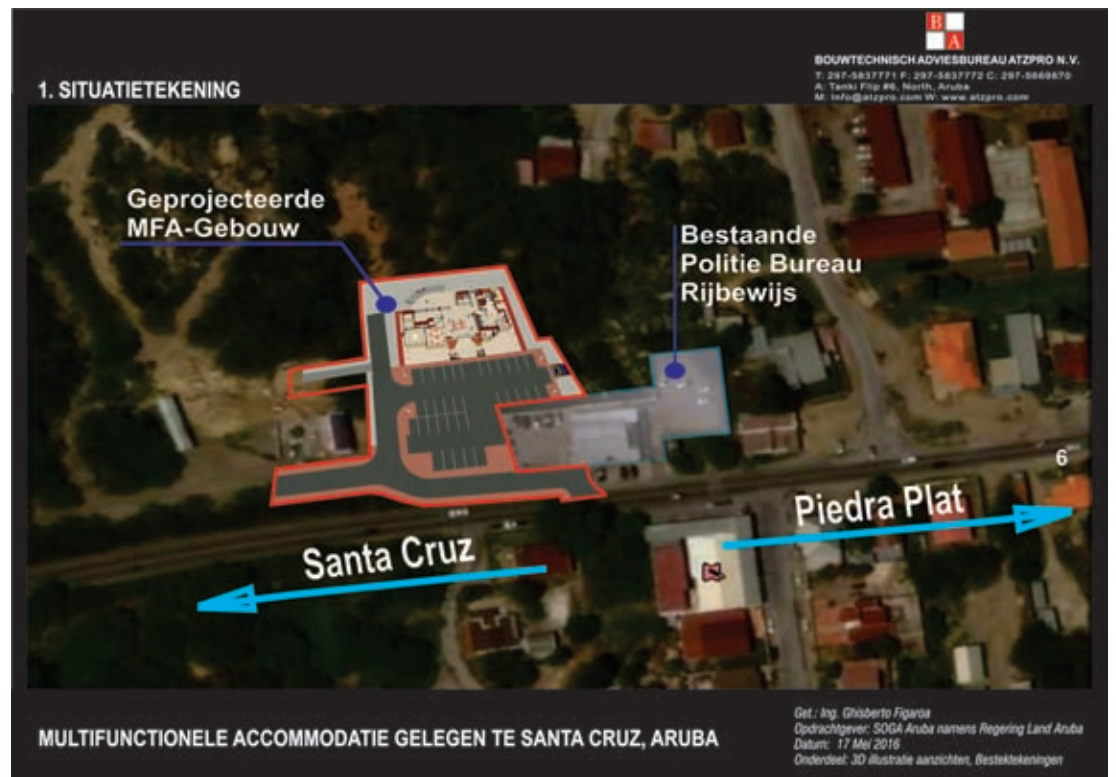 B
A
BOUWTECHNISCH ADVIESBUREAU ATZPRO N.V.
T: 297-5837771 F: 297-5837772 C: 297-5669870
A: Tanki Flip #6, North, Aruba
M: info@atzpro.com W: www.atzpro.com
1. SITUATIETEKENING
Geprojecteerde
MFA-Gebouw
Bestaande
Politie Bureau
Rijbewijs
6
Piedra Plat
Santa Cruz
MULTIFUNCTIONELE ACCOMMODATIE GELEGEN TE SANTA CRUZ, ARUBA
Get.: Ing. Ghisberto Figaroa
Opdrachtgever: SOGA Aruba namens Regering Land Aruba
Datum: 17 Mei 2016
Onderdeel: 3D illustratie aanzichten, Bestektekeningen